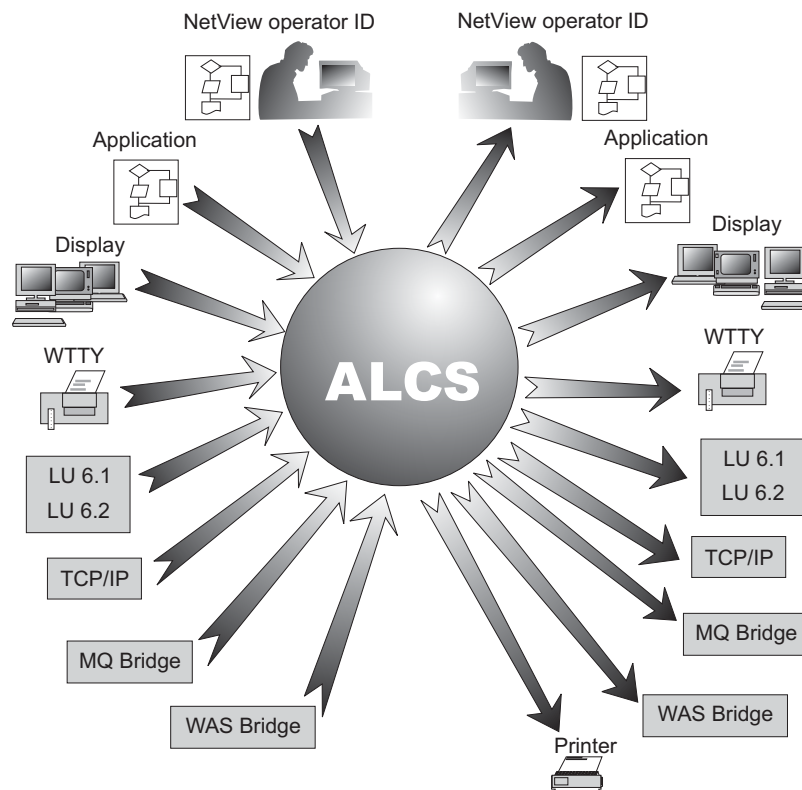 NetView operator ID
NetView operator ID
Application
Application
Display
Display
WTTY
WTTY
ALCS
LU 6.1
LU 6.2
LU 6.1
LU 6.2
TCP/IP
TCP/IP
MQ Bridge
MQ Bridge
WAS Bridge
WAS Bridge
Printer